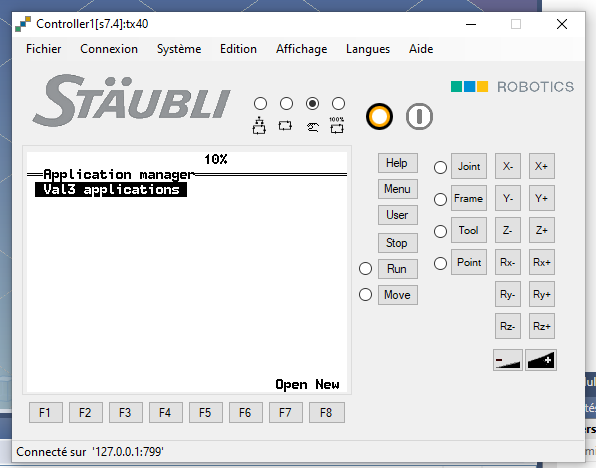 Controller1[s7.4]:tx40
Fichier Connexion Système Edition Affichage Langues Aide
STÄUBLI
ROBOTICS
100%
10%
Application manager
Val3 applications
Open New
Help
Menu
User
Stop
Run
Move
Joint X- X+
Frame Y- Y+
Tool Z- Z+
Point Rx- Rx+
Ry- Ry+
Rz- Rz+
- +
F1 F2 F3 F4 F5 F6 F7 F8
Connecté sur '127.0.0.1:799'